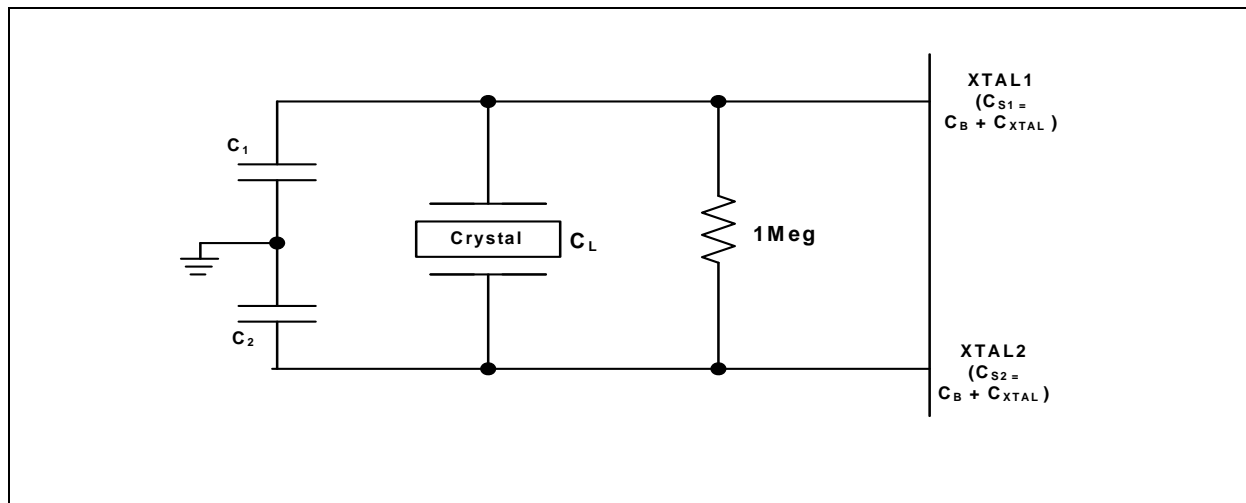 XTAL1
(CS1 =
CB + CXTAL )
C1
Crystal
CL
1Meg
C2
XTAL2
(CS2 =
CB + CXTAL )